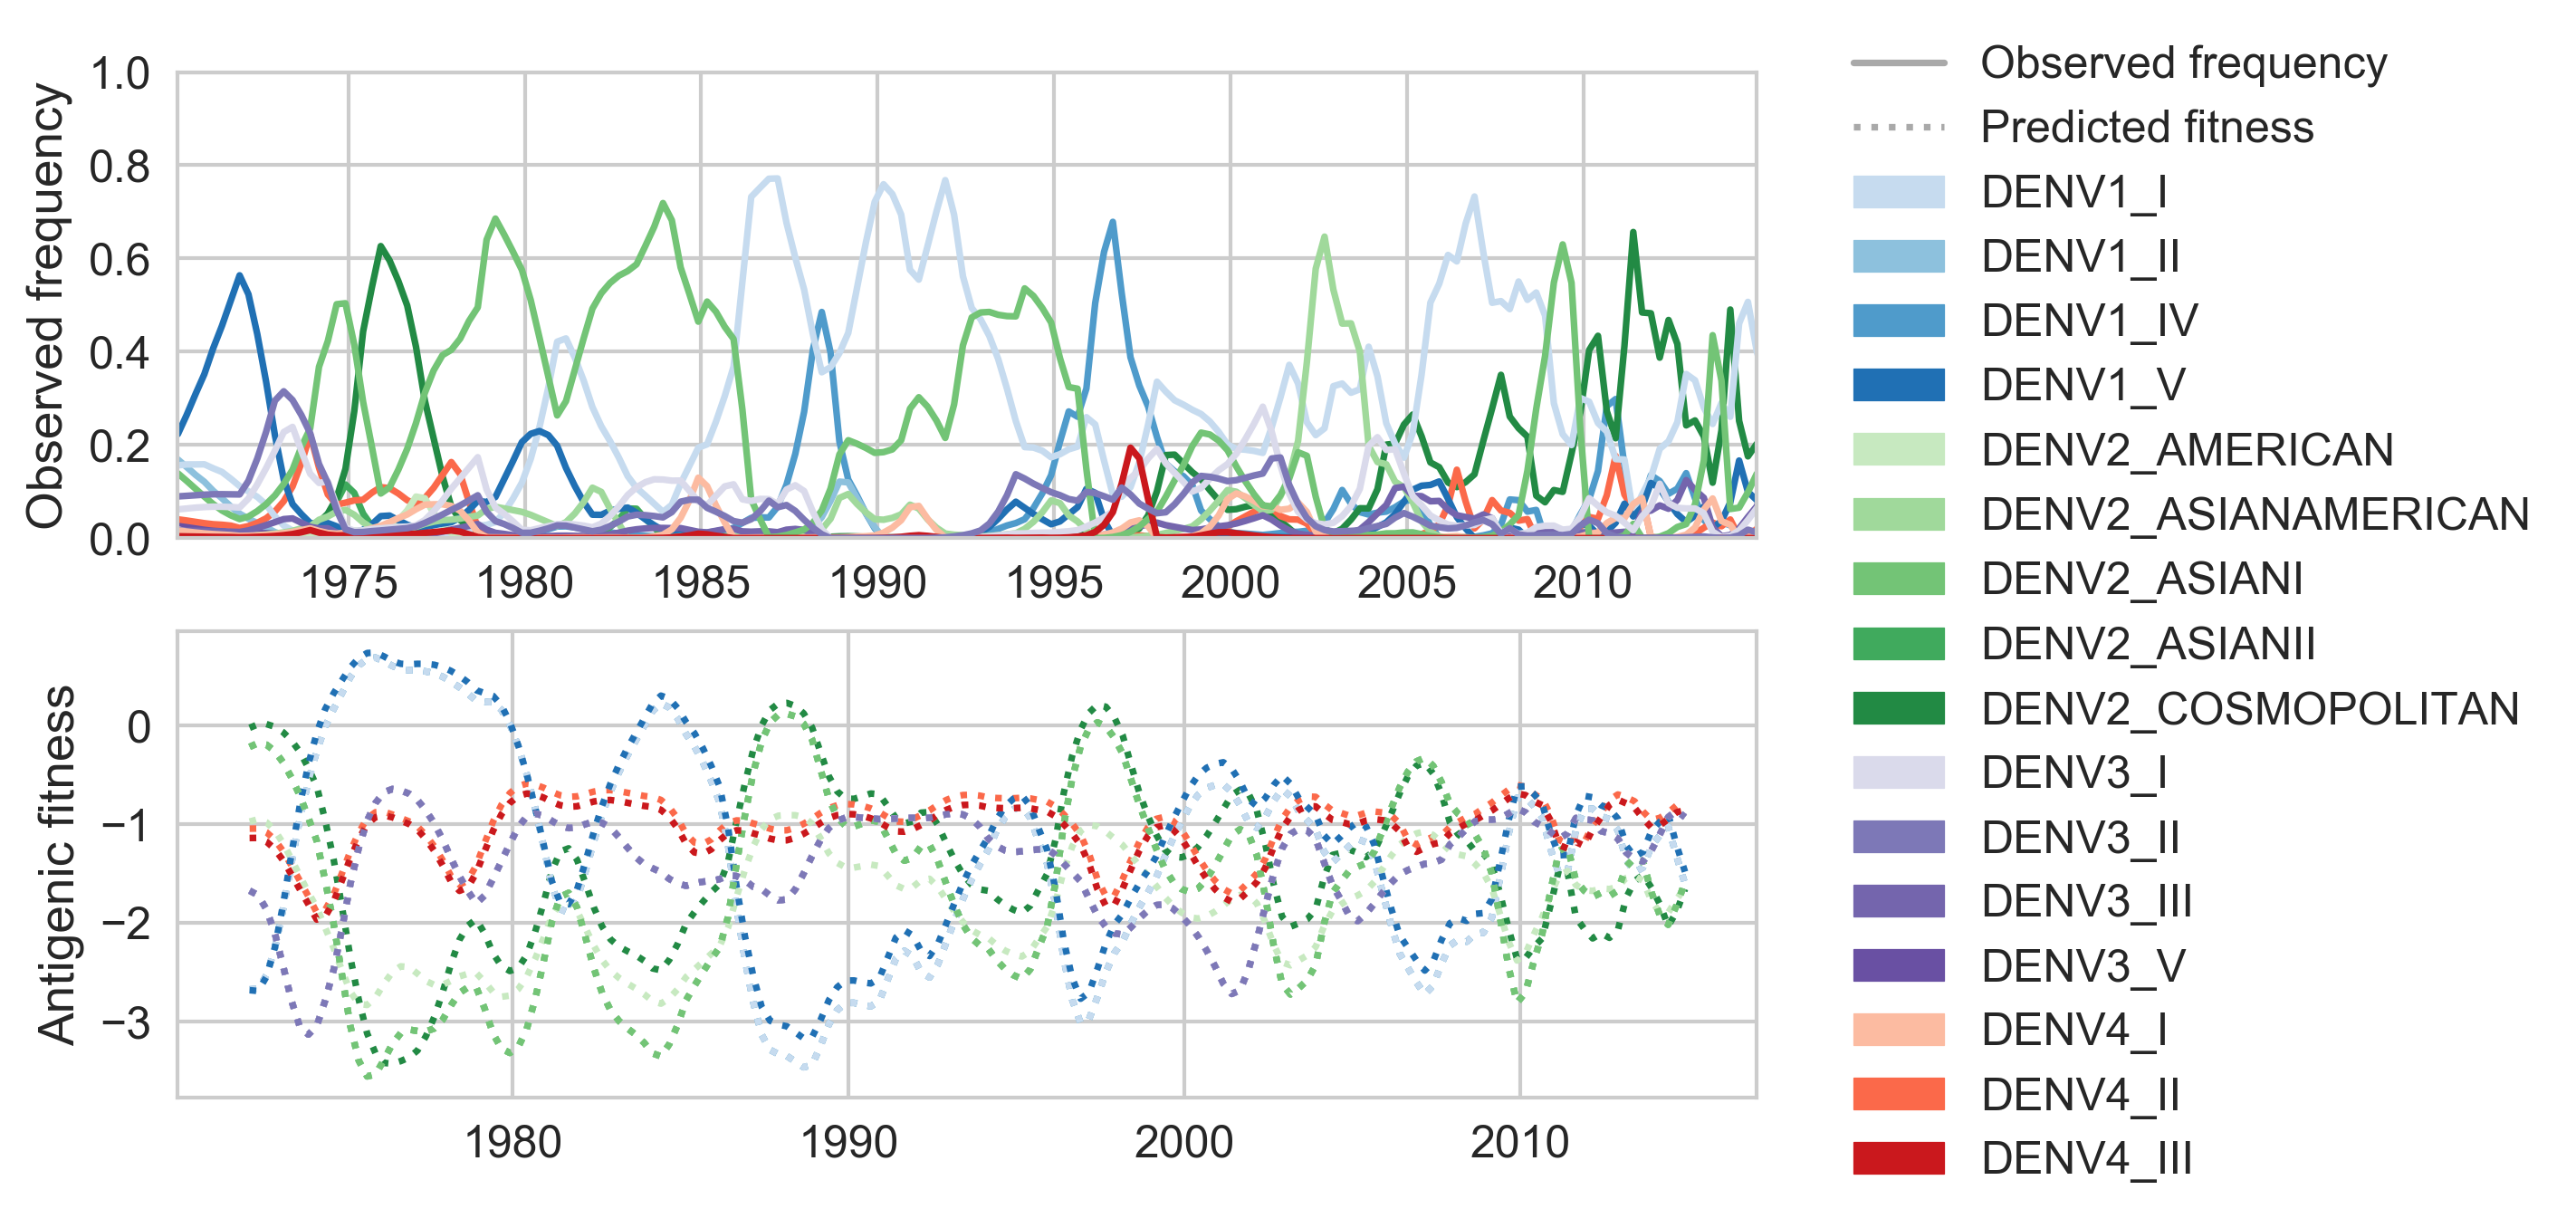 Observed frequency
1.0
0.8
0.6
0.4
0.2
0.0
1975 1980 1985 1990 1995 2000 2005 2010
Antigenic fitness
0
−1
−2
−3
1980 1990 2000 2010
Observed frequency
Predicted fitness
DENV1_I
DENV1_II
DENV1_IV
DENV1_V
DENV2_AMERICAN
DENV2_ASIANAMERICAN
DENV2_ASIANI
DENV2_ASIANII
DENV2_COSMOPOLITAN
DENV3_I
DENV3_II
DENV3_III
DENV3_V
DENV4_I
DENV4_II
DENV4_III